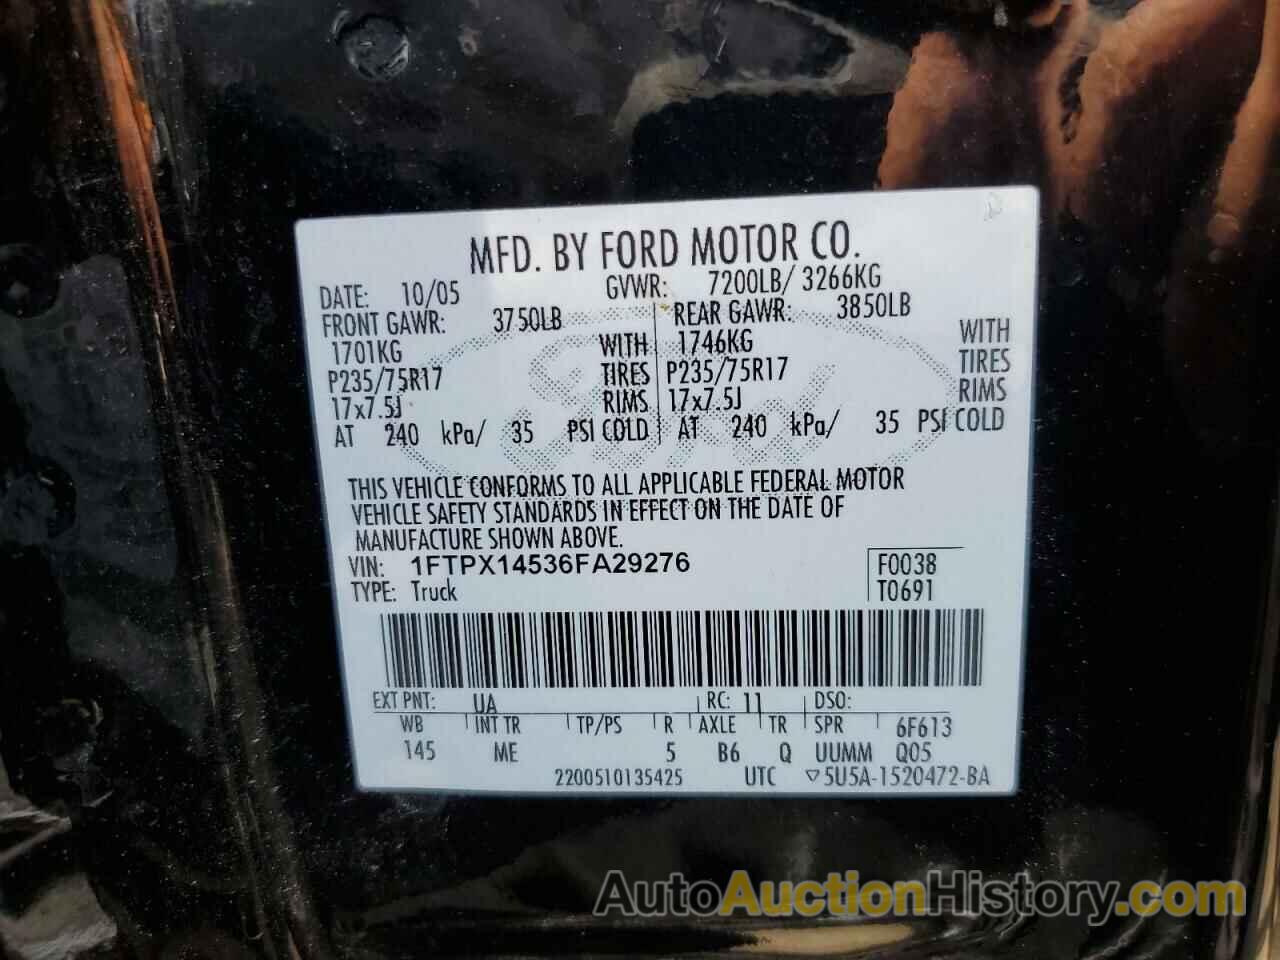 MFD. BY FORD MOTOR CO.
DATE: 10/05 GVWR: 7200LB/ 3266KG
FRONT GAWR: 3750LB REAR GAWR: 3850LB
1701KG WITH 1746KG WITH
P235/75R17 TIRES P235/75R17 TIRES
17x7.5J RIMS 17x7.5J RIMS
AT 240 kPa/ 35 PSI COLD AT 240 kPa/ 35 PSI COLD
THIS VEHICLE CONFORMS TO ALL APPLICABLE FEDERAL MOTOR
VEHICLE SAFETY STANDARDS IN EFFECT ON THE DATE OF
MANUFACTURE SHOWN ABOVE.
VIN: 1FTPX14536FA29276 F0038
TYPE: Truck T0691
EXT PNT: UA RC: 11 DSO:
WB INT TR TP/PS R AXLE TR SPR 6F613
145 ME 5 B6 Q UUMM Q05
2200510135425 UTC ▽5U5A-1520472-BA
AutoAuctionHistory.com